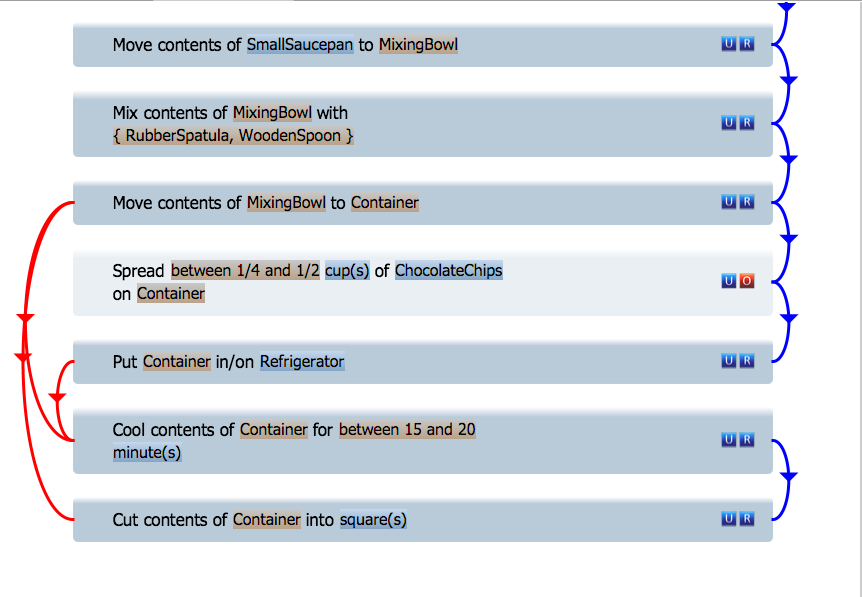 Move contents of SmallSaucepan to MixingBowl U R
Mix contents of MixingBowl with
{ RubberSpatula, WoodenSpoon } U R
Move contents of MixingBowl to Container U R
Spread between 1/4 and 1/2 cup(s) of ChocolateChips
on Container U O
Put Container in/on Refrigerator U R
Cool contents of Container for between 15 and 20
minute(s) U R
Cut contents of Container into square(s) U R